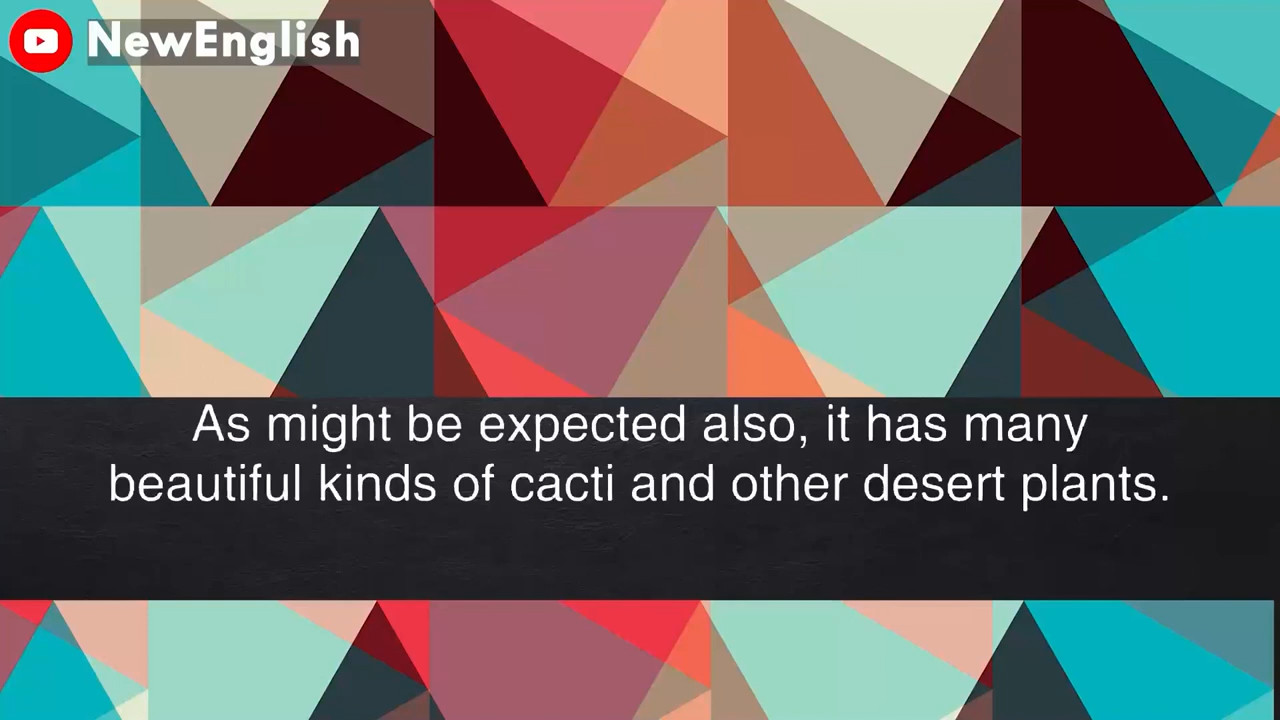 NewEnglish
As might be expected also, it has many
beautiful kinds of cacti and other desert plants.